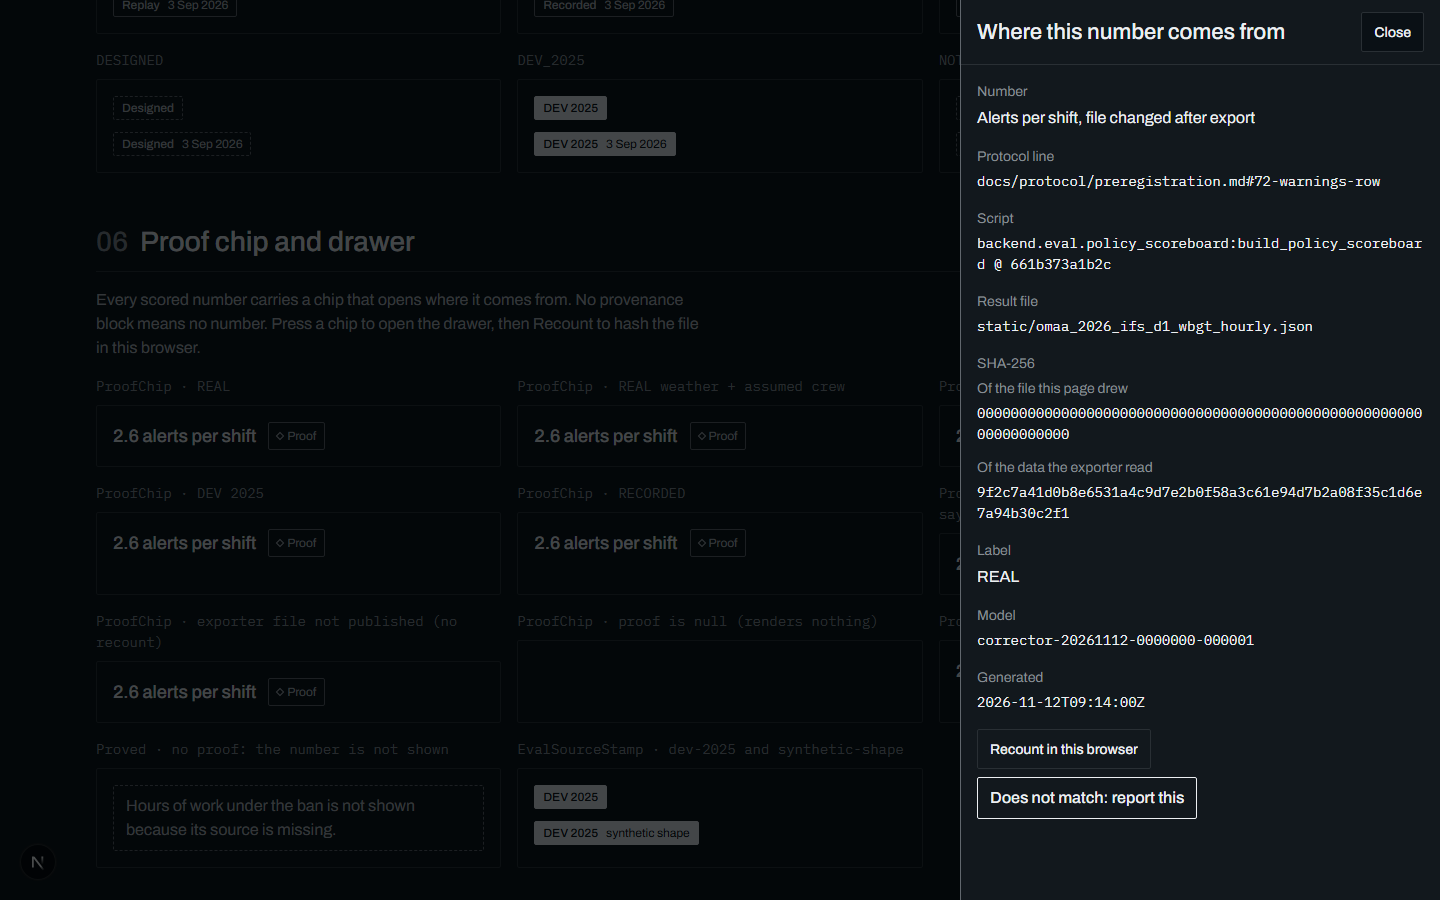 Replay 3 Sep 2026
Recorded 3 Sep 2026
DESIGNED
DEV_2025
Designed
DEV 2025
Designed 3 Sep 2026
DEV 2025 3 Sep 2026
06 Proof chip and drawer
Every scored number carries a chip that opens where it comes from. No provenance
block means no number. Press a chip to open the drawer, then Recount to hash the file
in this browser.
ProofChip · REAL
ProofChip · REAL weather + assumed crew
2.6 alerts per shift ◇ Proof
2.6 alerts per shift ◇ Proof
ProofChip · DEV 2025
ProofChip · RECORDED
2.6 alerts per shift ◇ Proof
2.6 alerts per shift ◇ Proof
ProofChip · exporter file not published (no
recount)
ProofChip · proof is null (renders nothing)
2.6 alerts per shift ◇ Proof
Proved · no proof: the number is not shown
EvalSourceStamp · dev-2025 and synthetic-shape
Hours of work under the ban is not shown
because its source is missing.
DEV 2025
DEV 2025 synthetic shape
N
Where this number comes from
Close
Number
Alerts per shift, file changed after export
Protocol line
docs/protocol/preregistration.md#72-warnings-row
Script
backend.eval.policy_scoreboard:build_policy_scoreboar
d @ 661b373a1b2c
Result file
static/omaa_2026_ifs_d1_wbgt_hourly.json
SHA-256
Of the file this page drew
00000000000000000000000000000000000000000000000000000
00000000000
Of the data the exporter read
9f2c7a41d0b8e6531a4c9d7e2b0f58a3c61e94d7b2a08f35c1d6e
7a94b30c2f1
Label
REAL
Model
corrector-20261112-0000000-000001
Generated
2026-11-12T09:14:00Z
Recount in this browser
Does not match: report this